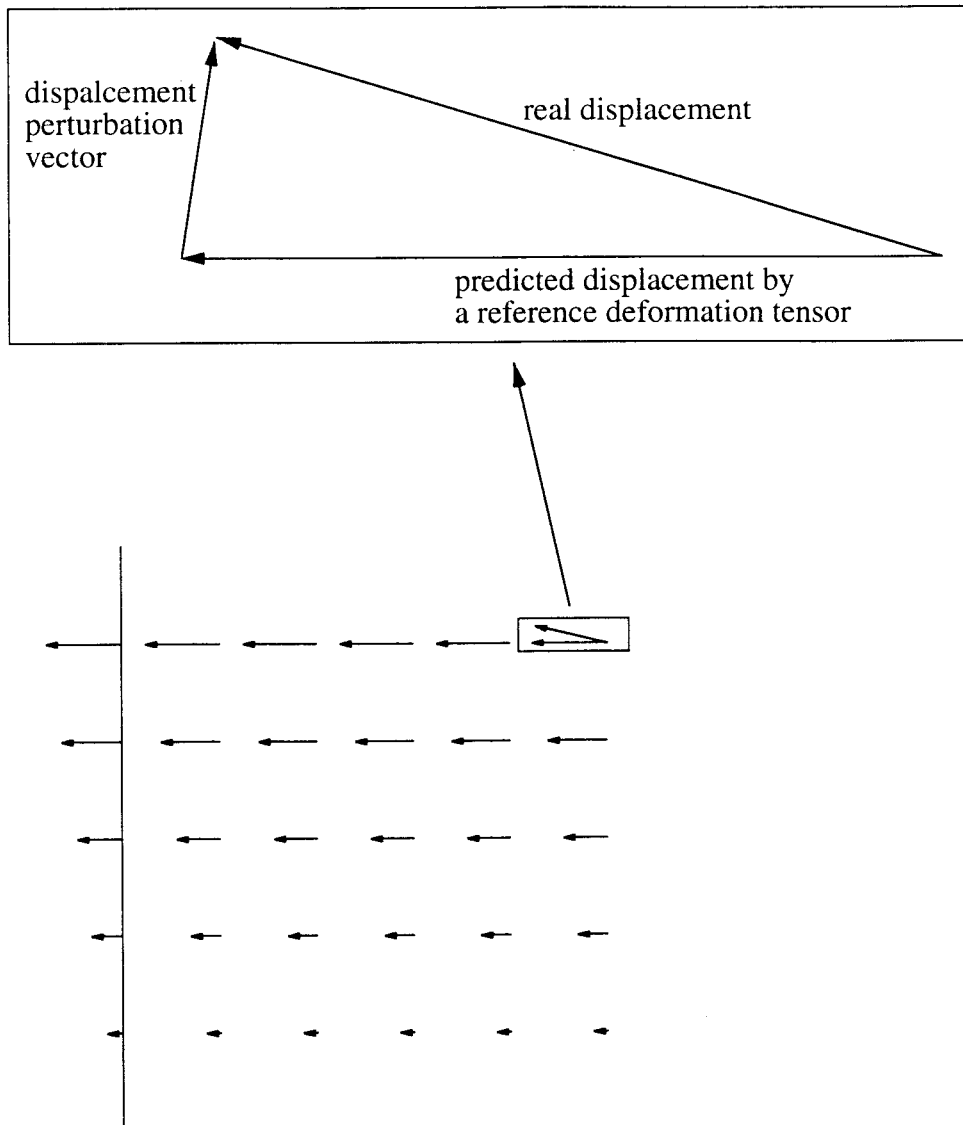 dispalcement
perturbation
vector
real displacement
predicted displacement by
a reference deformation tensor